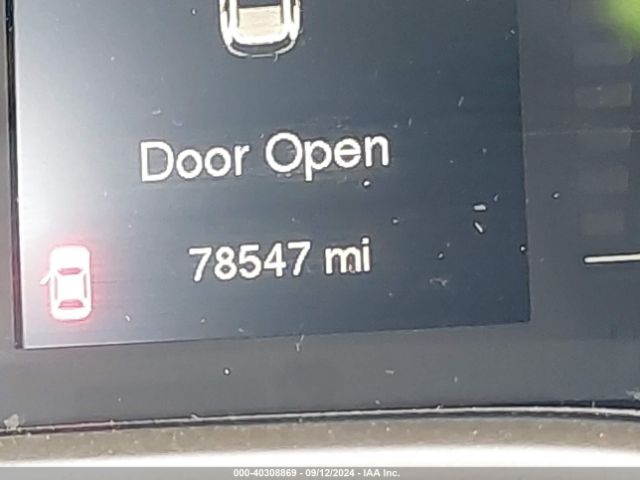 Door Open
78547 mi
000-40308869 - 09/12/2024 - IAA Inc.